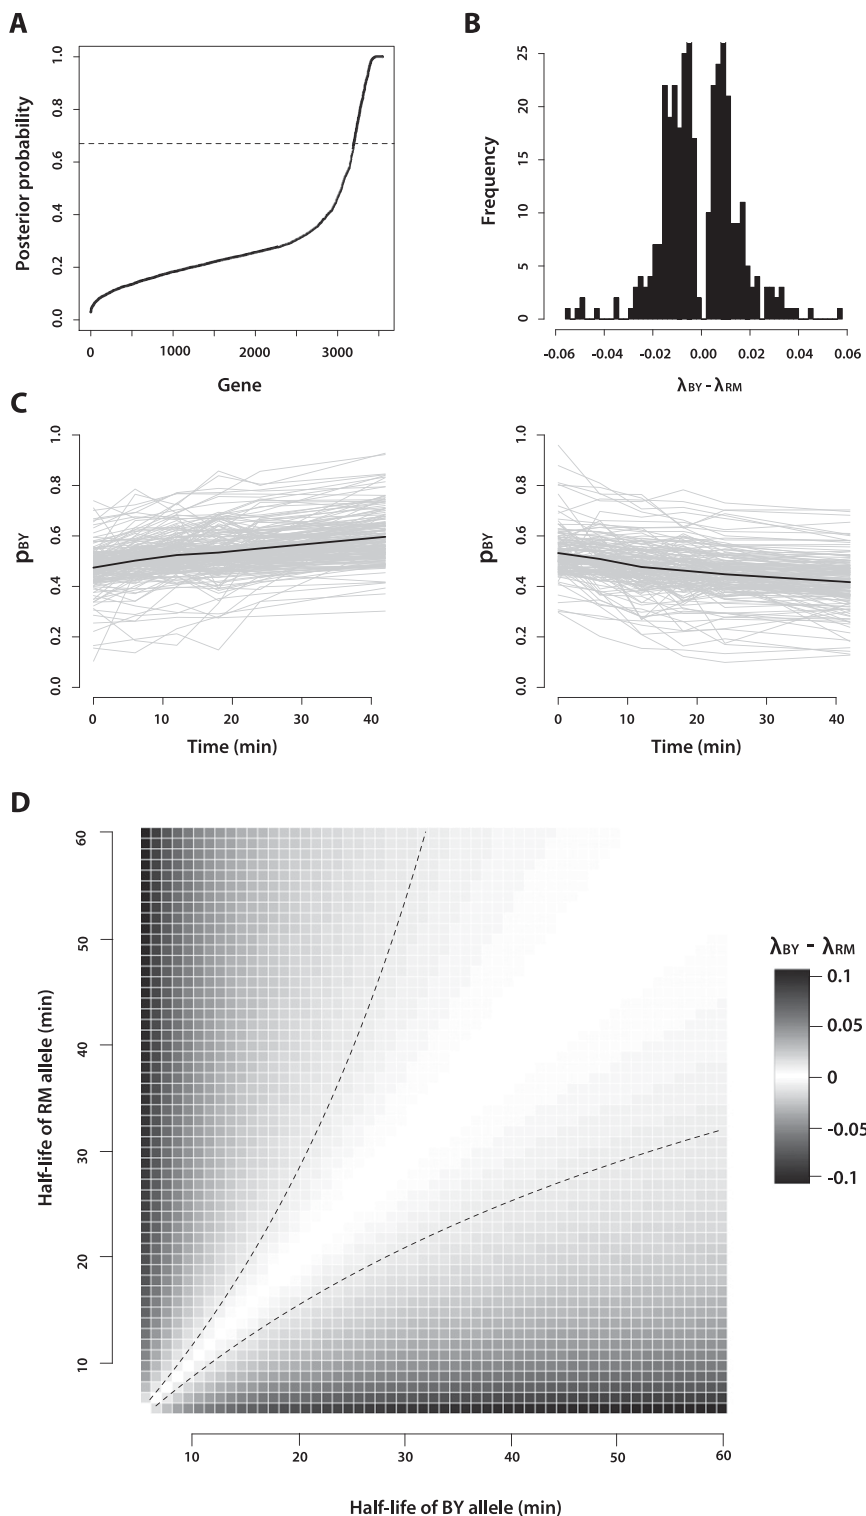 A
Posterior probability
1.0
0.8
0.6
0.4
0.2
0.0
0 1000 2000 3000
Gene
B
Frequency
25
20
15
10
5
0
-0.06 -0.04 -0.02 0.00 0.02 0.04 0.06
λBY - λRM
C
pBY
1.0
0.8
0.6
0.4
0.2
0.0
0 10 20 30 40
Time (min)
pBY
1.0
0.8
0.6
0.4
0.2
0.0
0 10 20 30 40
Time (min)
D
Half-life of RM allele (min)
60
50
40
30
20
10
10 20 30 40 50 60
Half-life of BY allele (min)
λBY - λRM
0.1
0.05
0
-0.05
-0.1